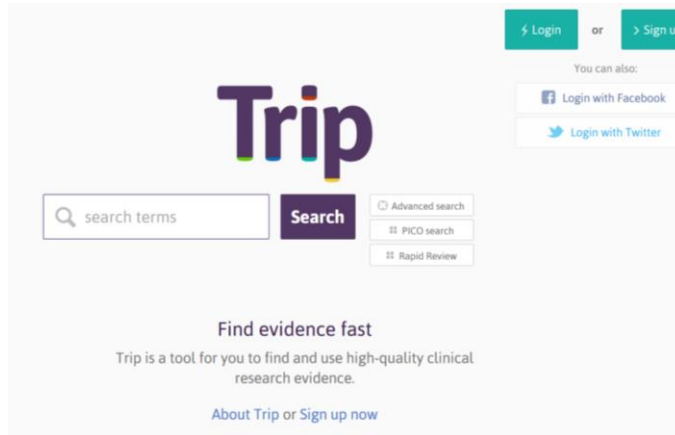 Login or Sign u
You can also:
Login with Facebook
Login with Twitter
Trip
search terms
Search
Advanced search
PICO search
Rapid Review
Find evidence fast
Trip is a tool for you to find and use high-quality clinical
research evidence.
About Trip or Sign up now